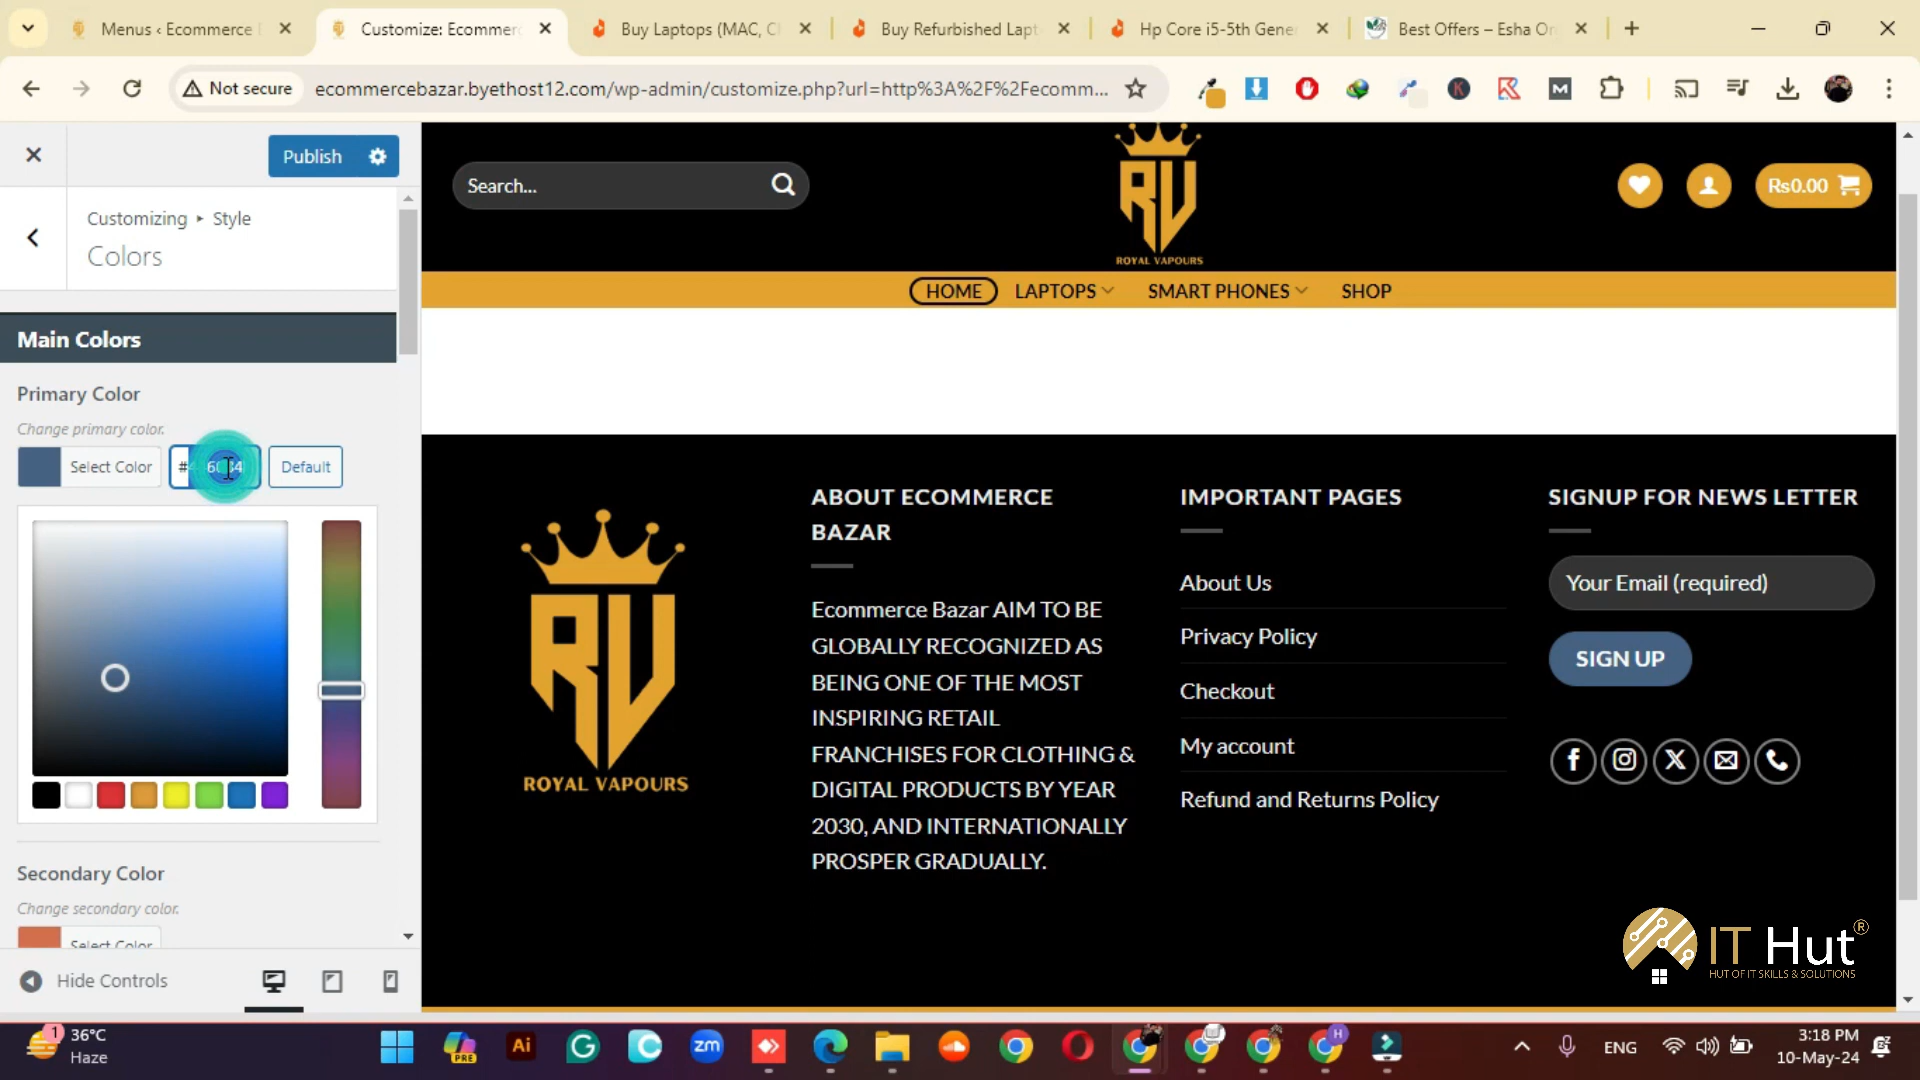 Menus ‹ Ecommerce
Customize: Ecommerc
Buy Laptops (MAC, C
Buy Refurbished Lapt
Hp Core i5-5th Gene
Best Offers – Esha On
Not secure
ecommercebazar.byethost12.com/wp-admin/customize.php?url=http%3A%2F%2Fecomm...
Publish
Customizing ▸ Style
Colors
Main Colors
Primary Color
Change primary color.
Select Color
Default
Secondary Color
Change secondary color.
Select Color
Hide Controls
Search...
RV
ROYAL VAPOURS
Rs0.00
HOME
LAPTOPS
SMART PHONES
SHOP
RV
ROYAL VAPOURS
ABOUT ECOMMERCE
BAZAR
Ecommerce Bazar AIM TO BE
GLOBALLY RECOGNIZED AS
BEING ONE OF THE MOST
INSPIRING RETAIL
FRANCHISES FOR CLOTHING &
DIGITAL PRODUCTS BY YEAR
2030, AND INTERNATIONALLY
PROSPER GRADUALLY.
IMPORTANT PAGES
About Us
Privacy Policy
Checkout
My account
Refund and Returns Policy
SIGNUP FOR NEWS LETTER
Your Email (required)
SIGN UP
IT Hut®
HUT OF IT SKILLS & SOLUTIONS
1
36°C
Haze
PRE
Ai
zm
H
ENG
3:18 PM
10-May-24